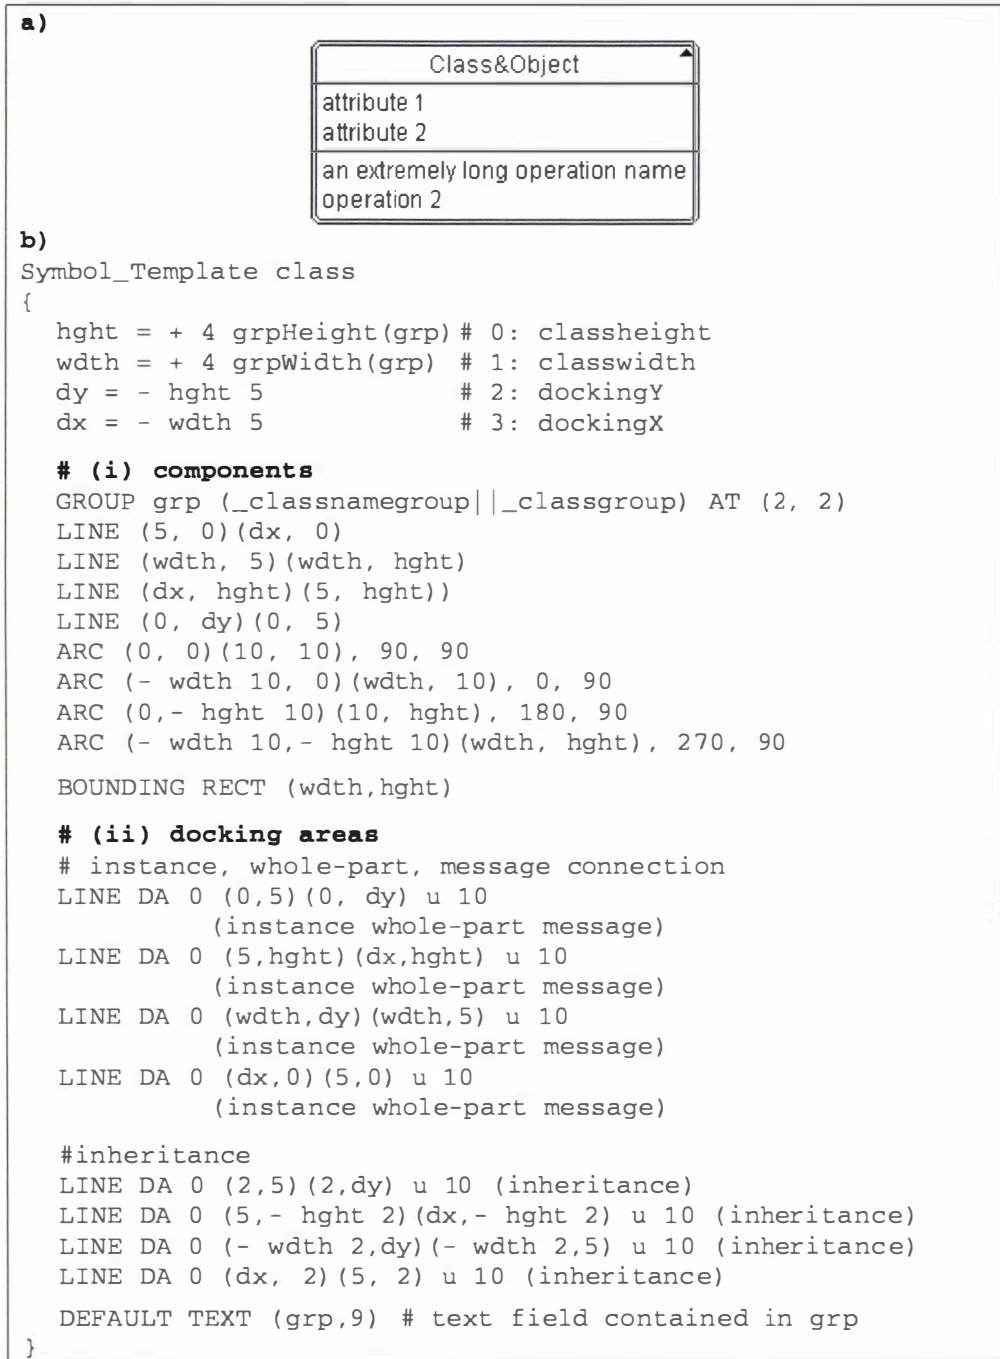 a)
Class&Object
attribute 1
attribute 2
an extremely long operation name
operation 2
b)
Symbol_Template class
{
hght = + 4 grpHeight(grp) # 0: classheight
wdth = + 4 grpWidth(grp) # 1: classwidth
dy = - hght 5 # 2: dockingY
dx = - wdth 5 # 3: dockingX
# (i) components
GROUP grp (_classnamegroup||_classgroup) AT (2, 2)
LINE (5, 0)(dx, 0)
LINE (wdth, 5)(wdth, hght)
LINE (dx, hght)(5, hght))
LINE (0, dy)(0, 5)
ARC (0, 0)(10, 10), 90, 90
ARC (- wdth 10, 0)(wdth, 10), 0, 90
ARC (0,- hght 10)(10, hght), 180, 90
ARC (- wdth 10,- hght 10)(wdth, hght), 270, 90
BOUNDING RECT (wdth,hght)
# (ii) docking areas
# instance, whole-part, message connection
LINE DA 0 (0,5)(0, dy) u 10
(instance whole-part message)
LINE DA 0 (5,hght)(dx,hght) u 10
(instance whole-part message)
LINE DA 0 (wdth,dy)(wdth,5) u 10
(instance whole-part message)
LINE DA 0 (dx,0)(5,0) u 10
(instance whole-part message)
#inheritance
LINE DA 0 (2,5)(2,dy) u 10 (inheritance)
LINE DA 0 (5,- hght 2)(dx,- hght 2) u 10 (inheritance)
LINE DA 0 (- wdth 2,dy)(- wdth 2,5) u 10 (inheritance)
LINE DA 0 (dx, 2)(5, 2) u 10 (inheritance)
DEFAULT TEXT (grp,9) # text field contained in grp
}